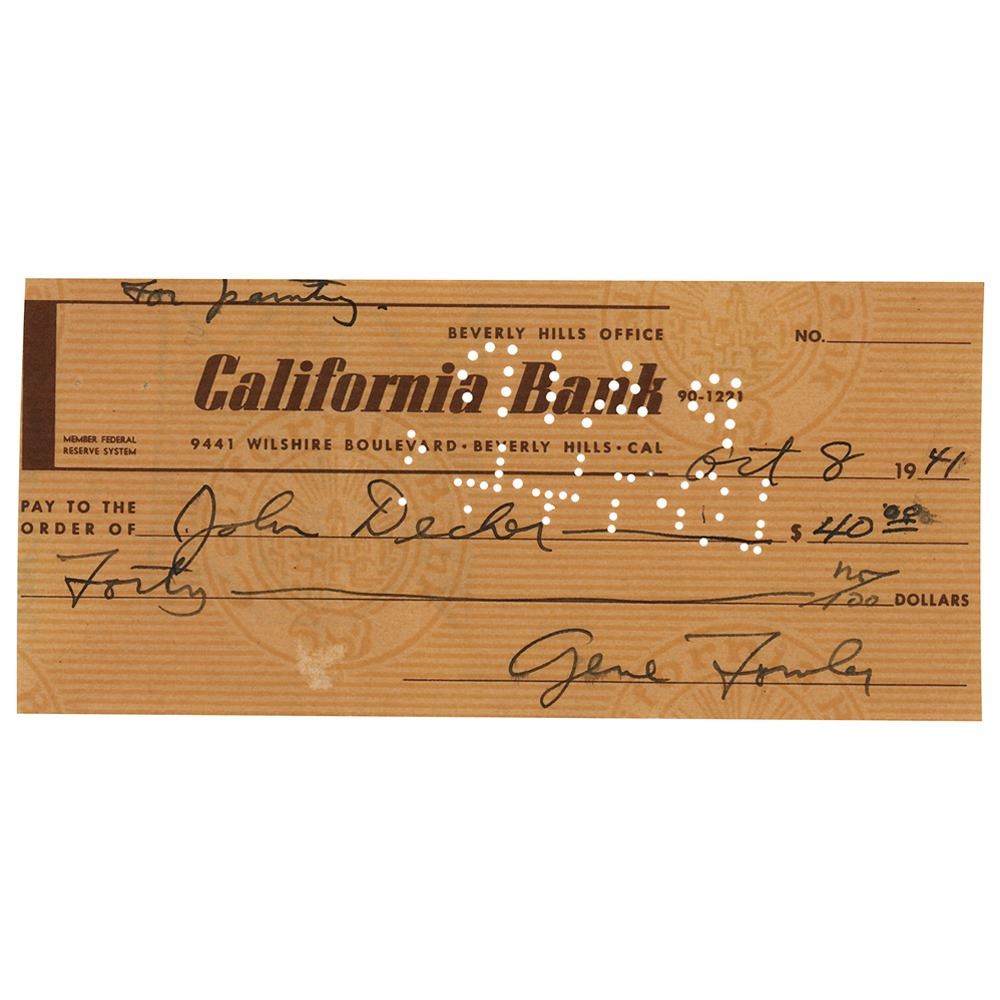 For painting.
BEVERLY HILLS OFFICE NO.
California Bank 90-1221
MEMBER FEDERAL
RESERVE SYSTEM
9441 WILSHIRE BOULEVARD · BEVERLY HILLS · CAL
Oct 8 1941
PAY TO THE
ORDER OF John Decker $ 40 00
Forty no/100 DOLLARS
Gene Fowler